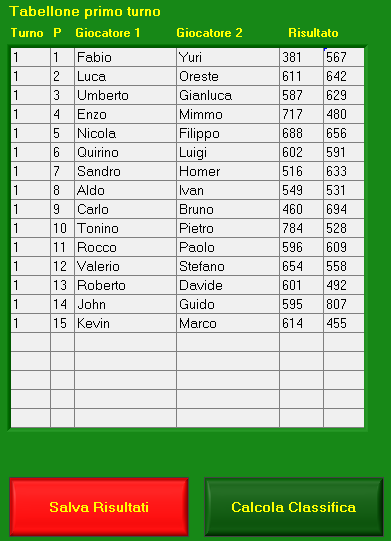 Tabellone primo turno
Turno P Giocatore 1 Giocatore 2 Risultato
1 1 Fabio Yuri 381 567
1 2 Luca Oreste 611 642
1 3 Umberto Gianluca 587 629
1 4 Enzo Mimmo 717 480
1 5 Nicola Filippo 688 656
1 6 Quirino Luigi 602 591
1 7 Sandro Homer 516 633
1 8 Aldo Ivan 549 531
1 9 Carlo Bruno 460 694
1 10 Tonino Pietro 784 528
1 11 Rocco Paolo 596 609
1 12 Valerio Stefano 654 558
1 13 Roberto Davide 601 492
1 14 John Guido 595 807
1 15 Kevin Marco 614 455
Salva Risultati Calcola Classifica